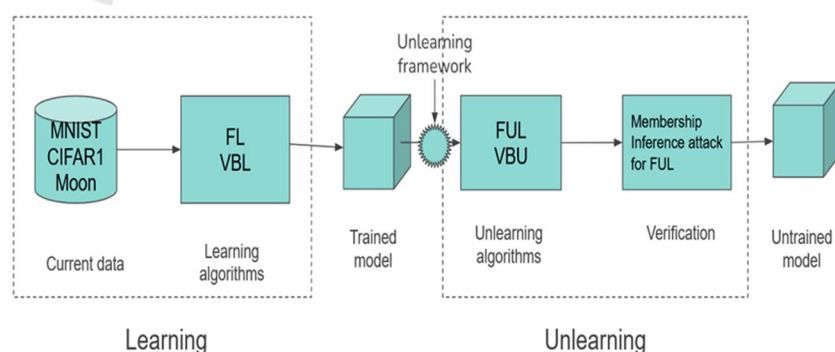 Unlearning
framework
MNIST
CIFAR1
Moon
FL
VBL
FUL
VBU
Membership
Inference attack
for FUL
Current data
Learning
algorithms
Trained
model
Unlearning
algorithms
Verification
Untrained
model
Learning
Unlearning